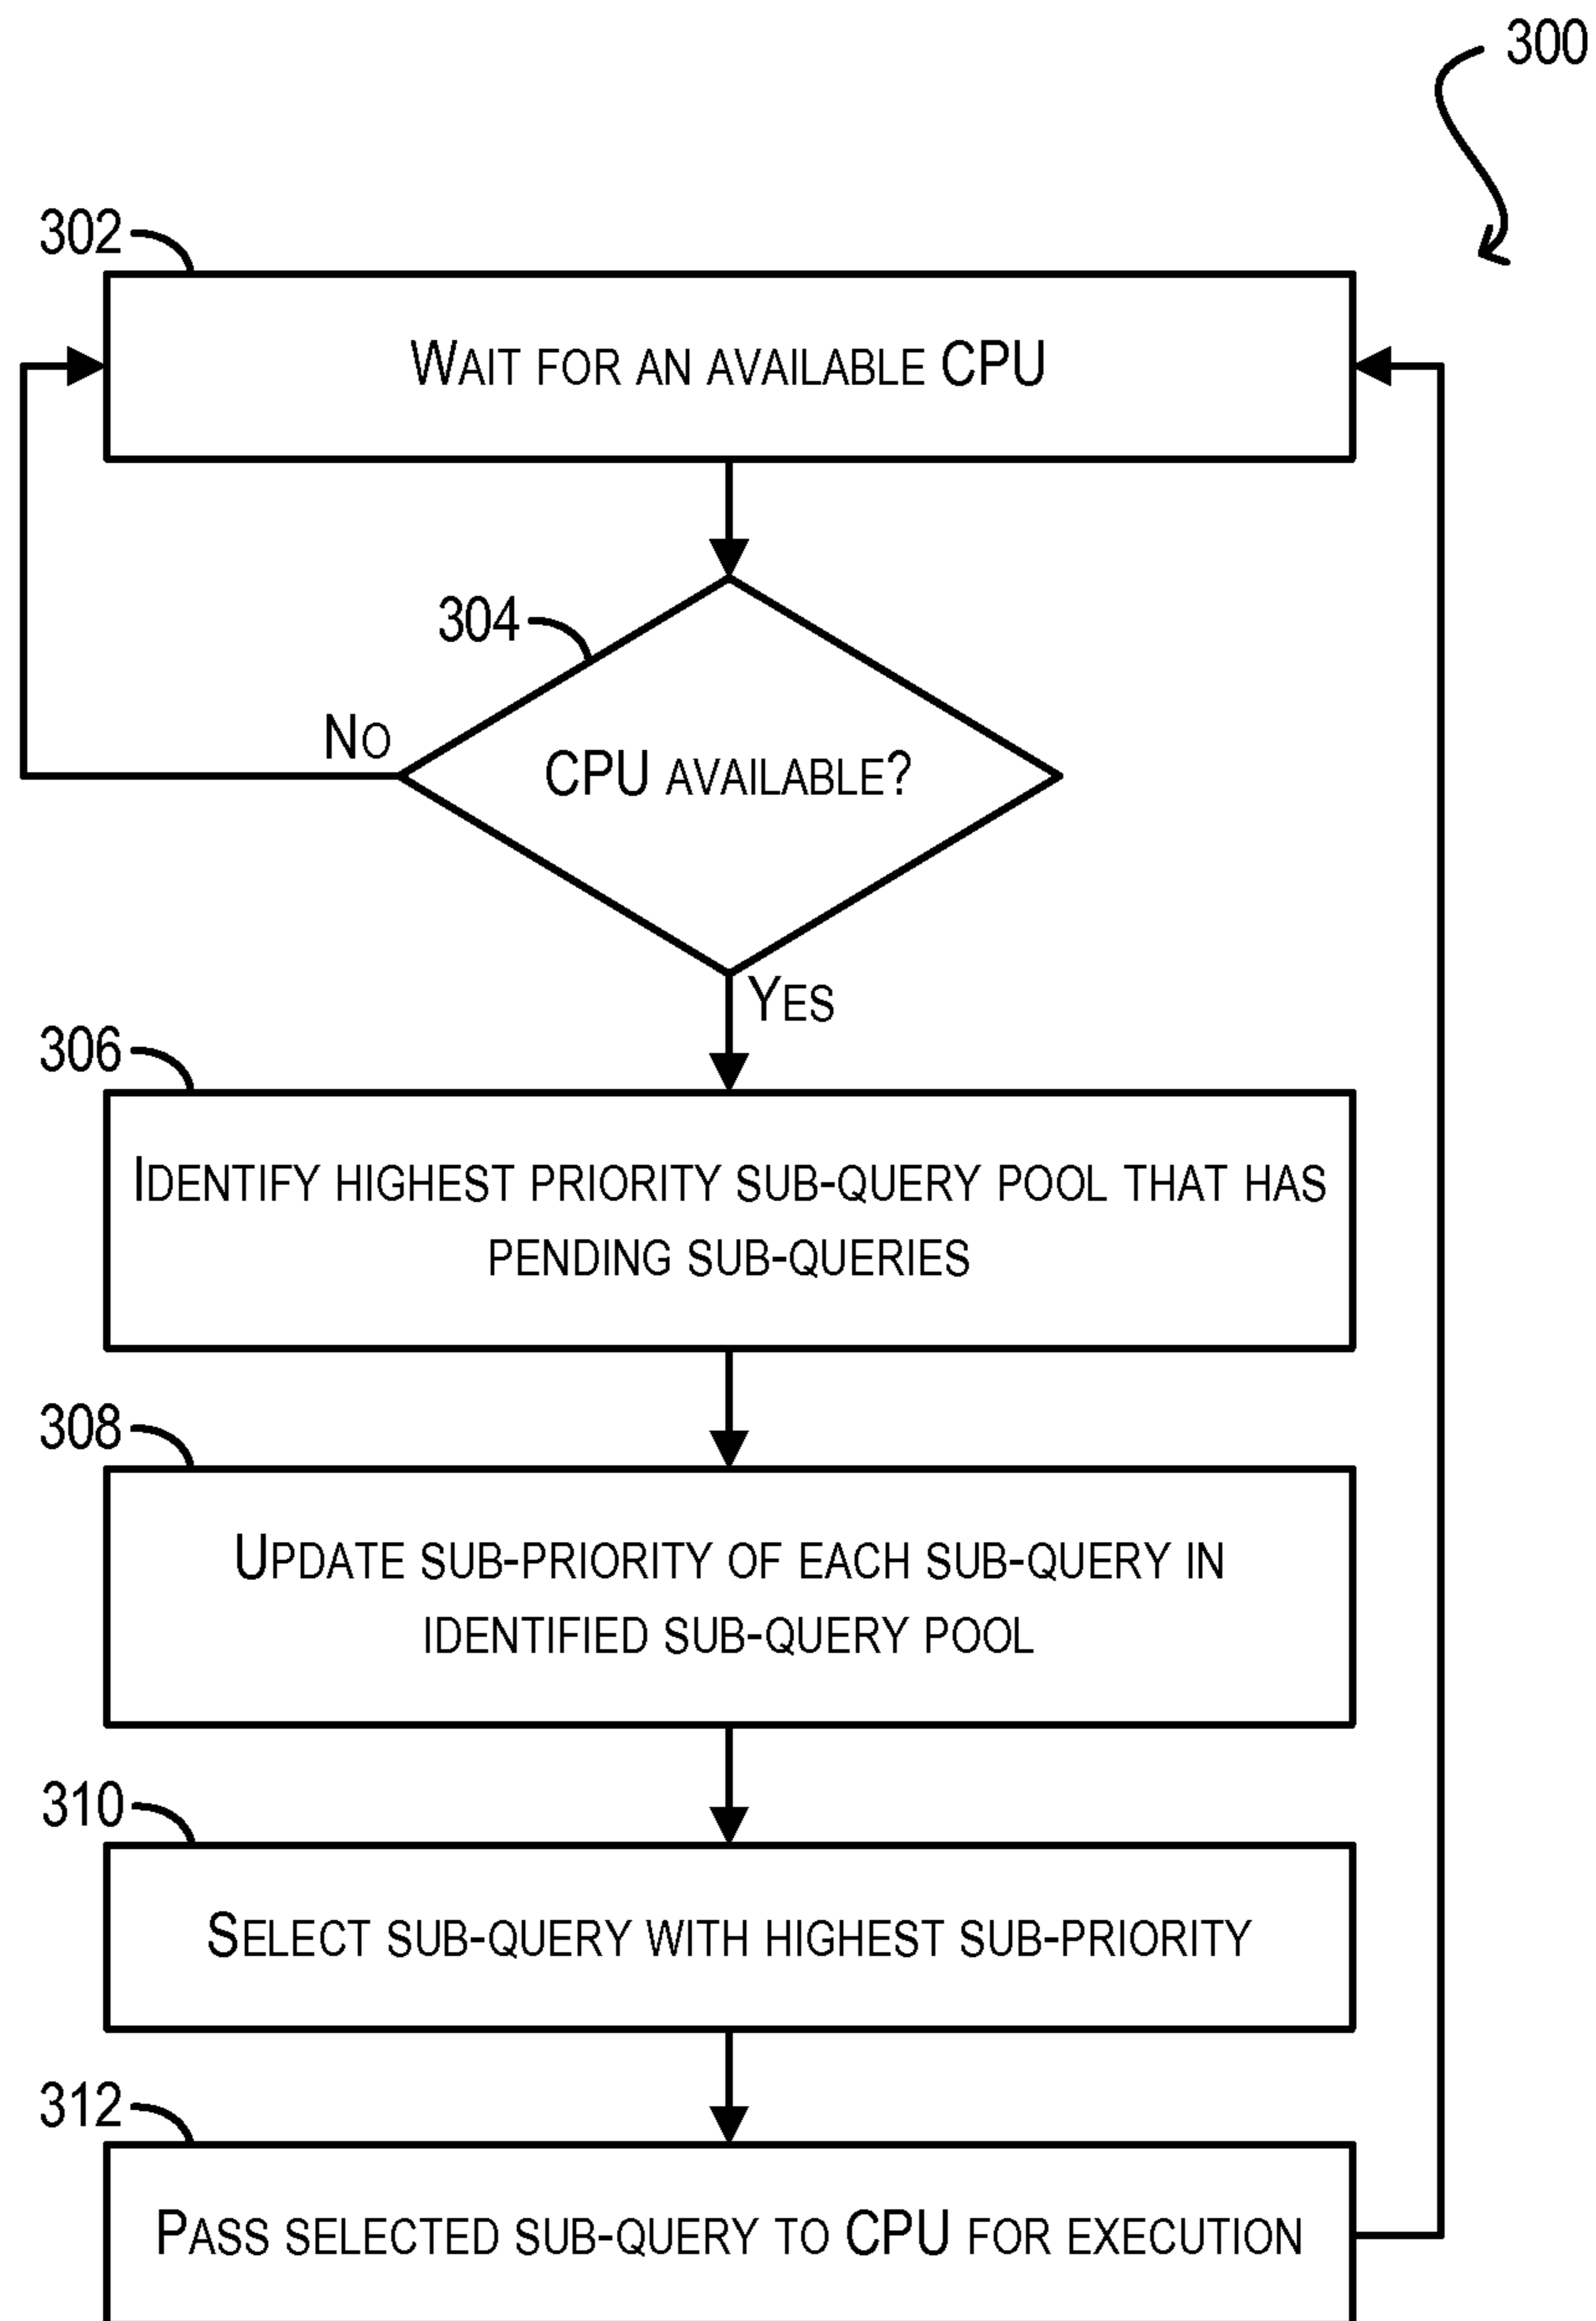 300
302
WAIT FOR AN AVAILABLE CPU
304
NO
CPU AVAILABLE?
YES
306
IDENTIFY HIGHEST PRIORITY SUB-QUERY POOL THAT HAS
PENDING SUB-QUERIES
308
UPDATE SUB-PRIORITY OF EACH SUB-QUERY IN
IDENTIFIED SUB-QUERY POOL
310
SELECT SUB-QUERY WITH HIGHEST SUB-PRIORITY
312
PASS SELECTED SUB-QUERY TO CPU FOR EXECUTION